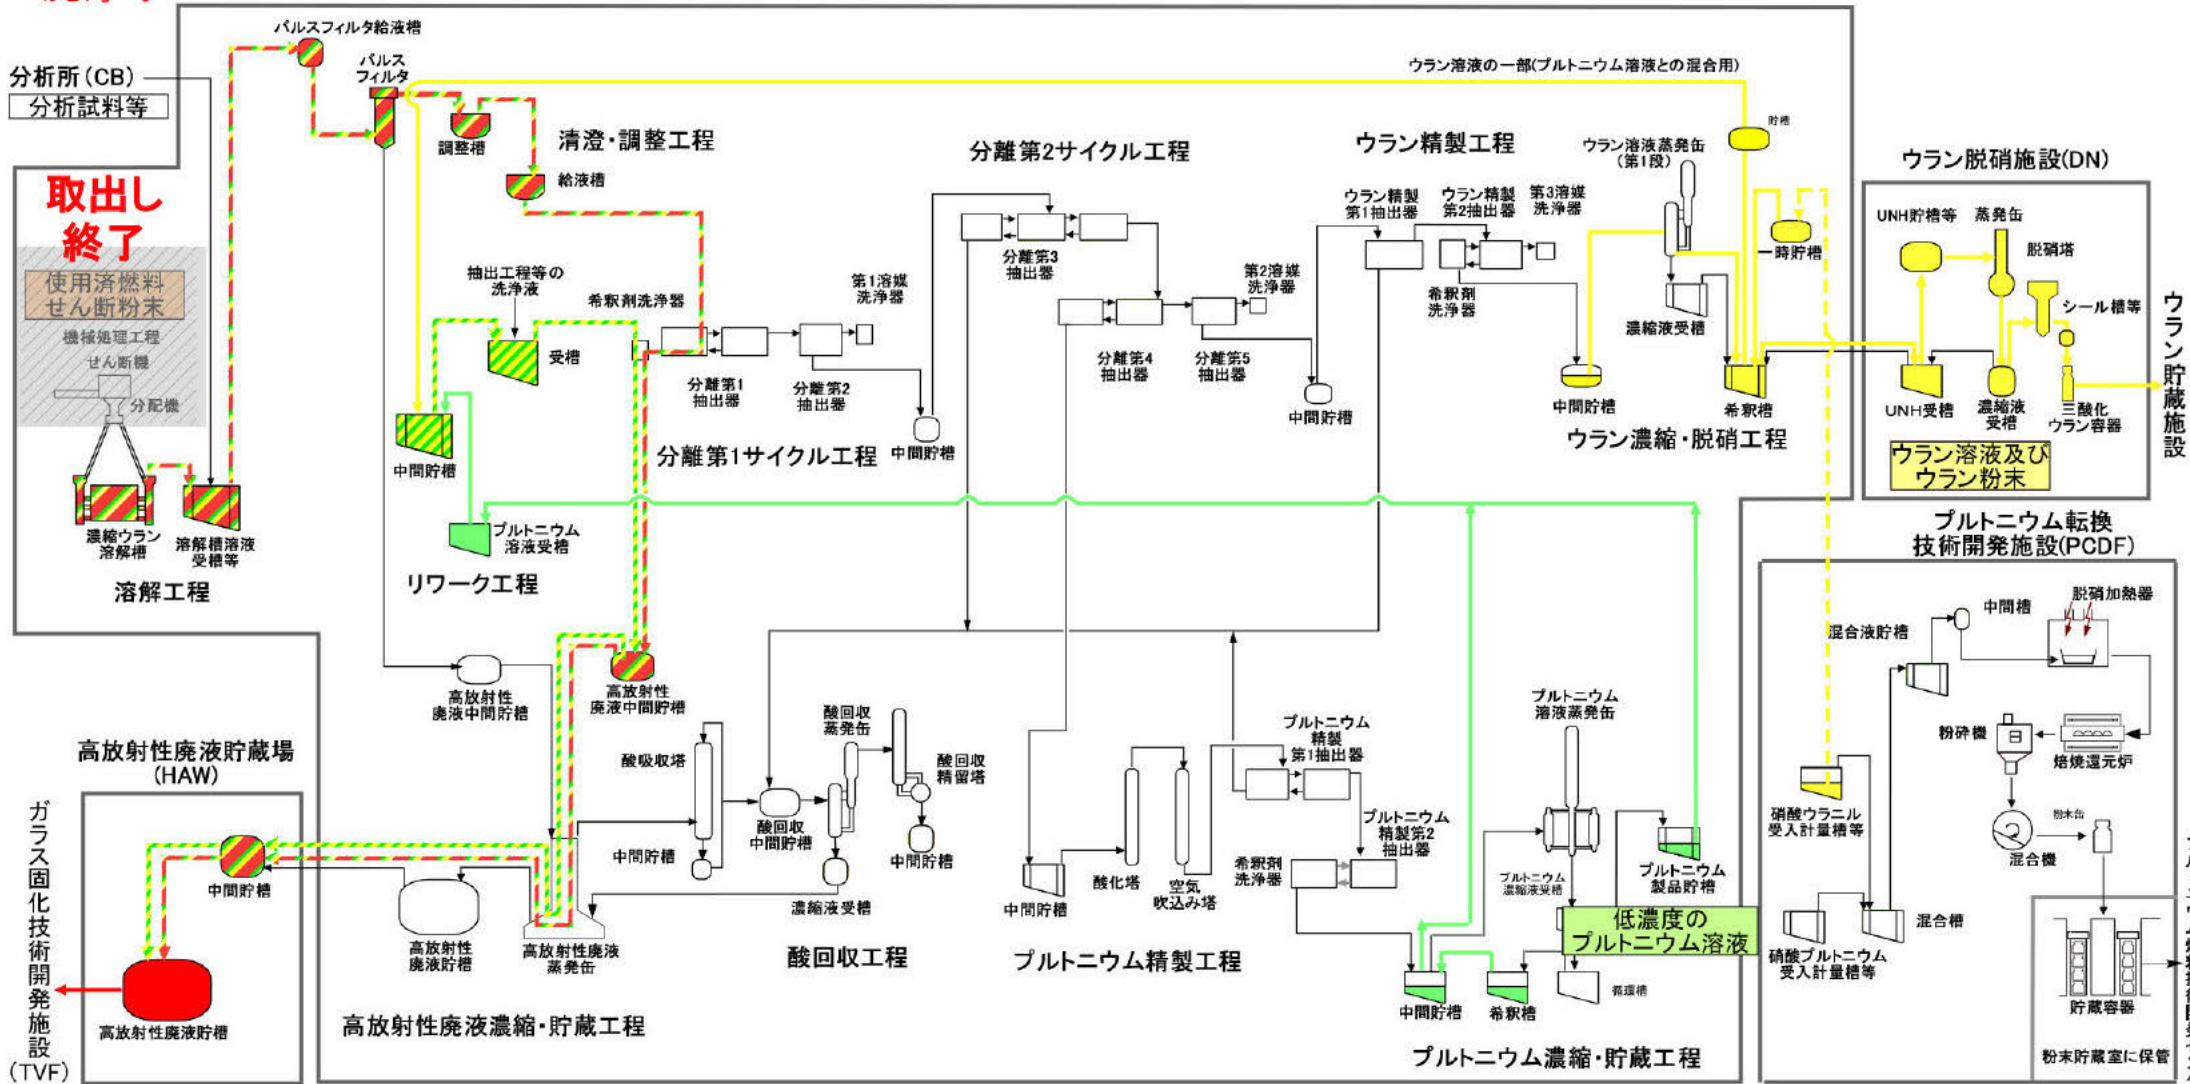 パルスフィルタ給液槽
パルス
フィルタ
分析所(CB)
分析試料等
調整槽
清澄・調整工程
給液槽
取出し
終了
使用済燃料
せん断粉末
機械処理工程
せん断機
分配機
濃縮ウラン
溶解槽
溶解槽溶液
受槽等
溶解工程
抽出工程等の
洗浄液
受槽
中間貯槽
プルトニウム
溶液受槽
リワーク工程
希釈剤洗浄器
第1溶媒
洗浄器
分離第1
抽出器
分離第2
抽出器
中間貯槽
分離第1サイクル工程
分離第2サイクル工程
分離第3
抽出器
第2溶媒
洗浄器
分離第4
抽出器
分離第5
抽出器
中間貯槽
ウラン溶液の一部(プルトニウム溶液との混合用)
ウラン精製工程
ウラン精製
第1抽出器
ウラン精製
第2抽出器
第3溶媒
洗浄器
希釈剤
洗浄器
中間貯槽
ウラン溶液蒸発缶
(第1段)
貯槽
一時貯槽
濃縮液受槽
希釈槽
ウラン濃縮・脱硝工程
ウラン脱硝施設(DN)
UNH貯槽等
蒸発缶
脱硝塔
シール槽等
UNH受槽
濃縮液
受槽
三酸化
ウラン容器
ウラン溶液及び
ウラン粉末
ウラン貯蔵施設
プルトニウム転換
技術開発施設(PCDF)
中間槽
脱硝加熱器
混合液貯槽
粉砕機
焙焼還元炉
硝酸ウラニル
受入計量槽等
混合機
粉末缶
硝酸プルトニウム
受入計量槽等
混合槽
貯蔵容器
粉末貯蔵室に保管
高放射性
廃液中間貯槽
高放射性
廃液中間貯槽
高放射性廃液貯蔵場
(HAW)
中間貯槽
高放射性廃液貯槽
ガラス固化技術開発施設
(TVF)
高放射性
廃液貯槽
高放射性廃液
蒸発缶
高放射性廃液濃縮・貯蔵工程
酸吸収塔
中間貯槽
酸回収
中間貯槽
酸回収
蒸発缶
酸回収
精留塔
中間貯槽
濃縮液受槽
酸回収工程
中間貯槽
酸化塔
空気
吹込み塔
プルトニウム
精製
第1抽出器
プルトニウム
精製第2
抽出器
希釈剤
洗浄器
プルトニウム精製工程
プルトニウム
溶液蒸発缶
プルトニウム
濃縮液受槽
プルトニウム
製品貯槽
低濃度の
プルトニウム溶液
中間貯槽
希釈槽
循環槽
プルトニウム濃縮・貯蔵工程